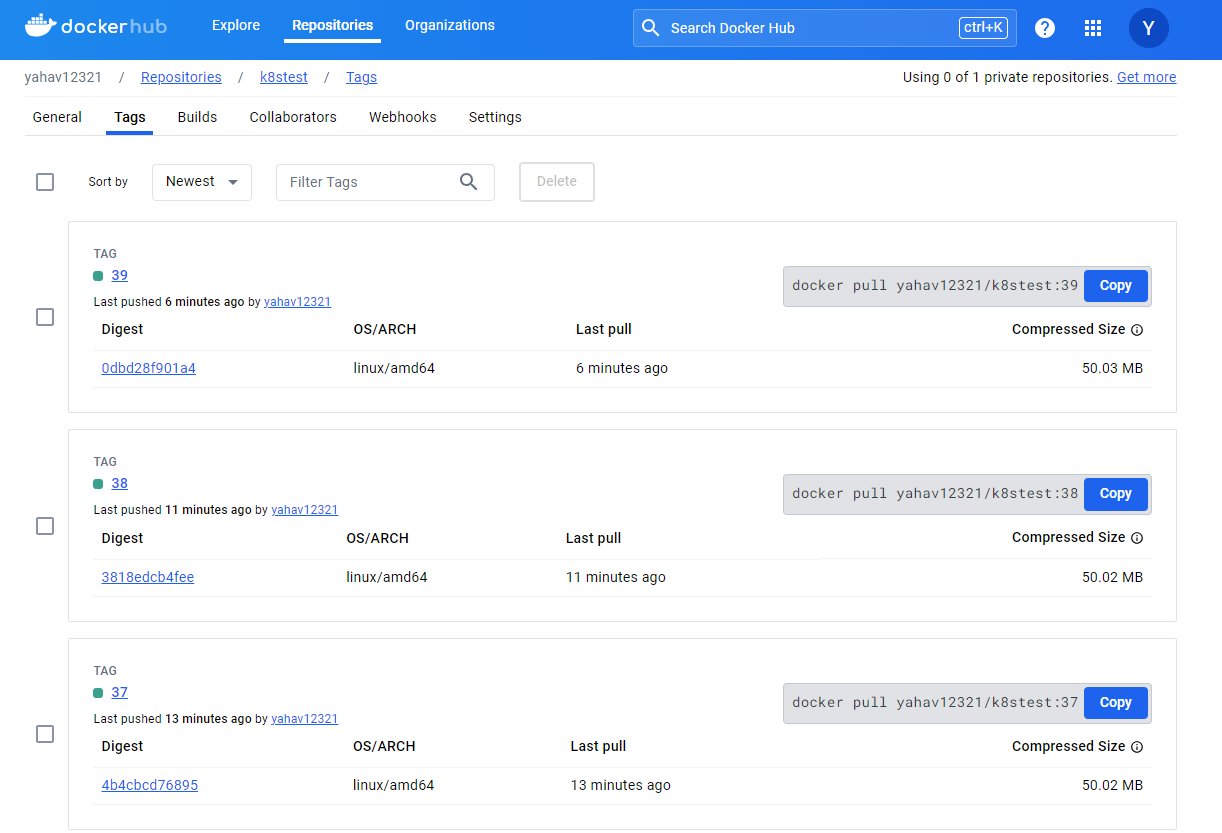 dockerhub Explore Repositories Organizations Search Docker Hub ctrl+K ? Y
yahav12321 / Repositories / k8stest / Tags Using 0 of 1 private repositories. Get more
General Tags Builds Collaborators Webhooks Settings
Sort by Newest Filter Tags Delete
TAG
39
docker pull yahav12321/k8stest:39 Copy
Last pushed 6 minutes ago by yahav12321
Digest OS/ARCH Last pull Compressed Size
0dbd28f901a4 linux/amd64 6 minutes ago 50.03 MB
TAG
38
docker pull yahav12321/k8stest:38 Copy
Last pushed 11 minutes ago by yahav12321
Digest OS/ARCH Last pull Compressed Size
3818edcb4fee linux/amd64 11 minutes ago 50.02 MB
TAG
37
docker pull yahav12321/k8stest:37 Copy
Last pushed 13 minutes ago by yahav12321
Digest OS/ARCH Last pull Compressed Size
4b4cbcd76895 linux/amd64 13 minutes ago 50.02 MB